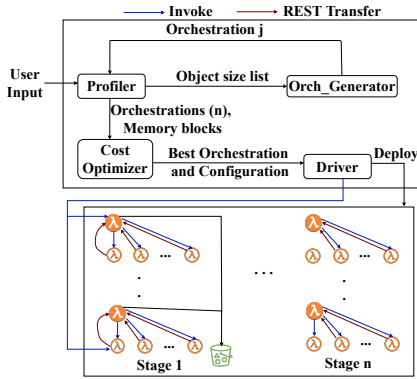 Invoke REST Transfer
Orchestration j
User
Input
Profiler
Object size list
Orch_Generator
Orchestrations (n),
Memory blocks
Cost
Optimizer
Best Orchestration
and Configuration
Driver
Deploy
λ λ
λ λ ... λ λ λ ... λ
. . .
λ λ
λ λ ... λ λ λ ... λ
Stage 1 Stage n